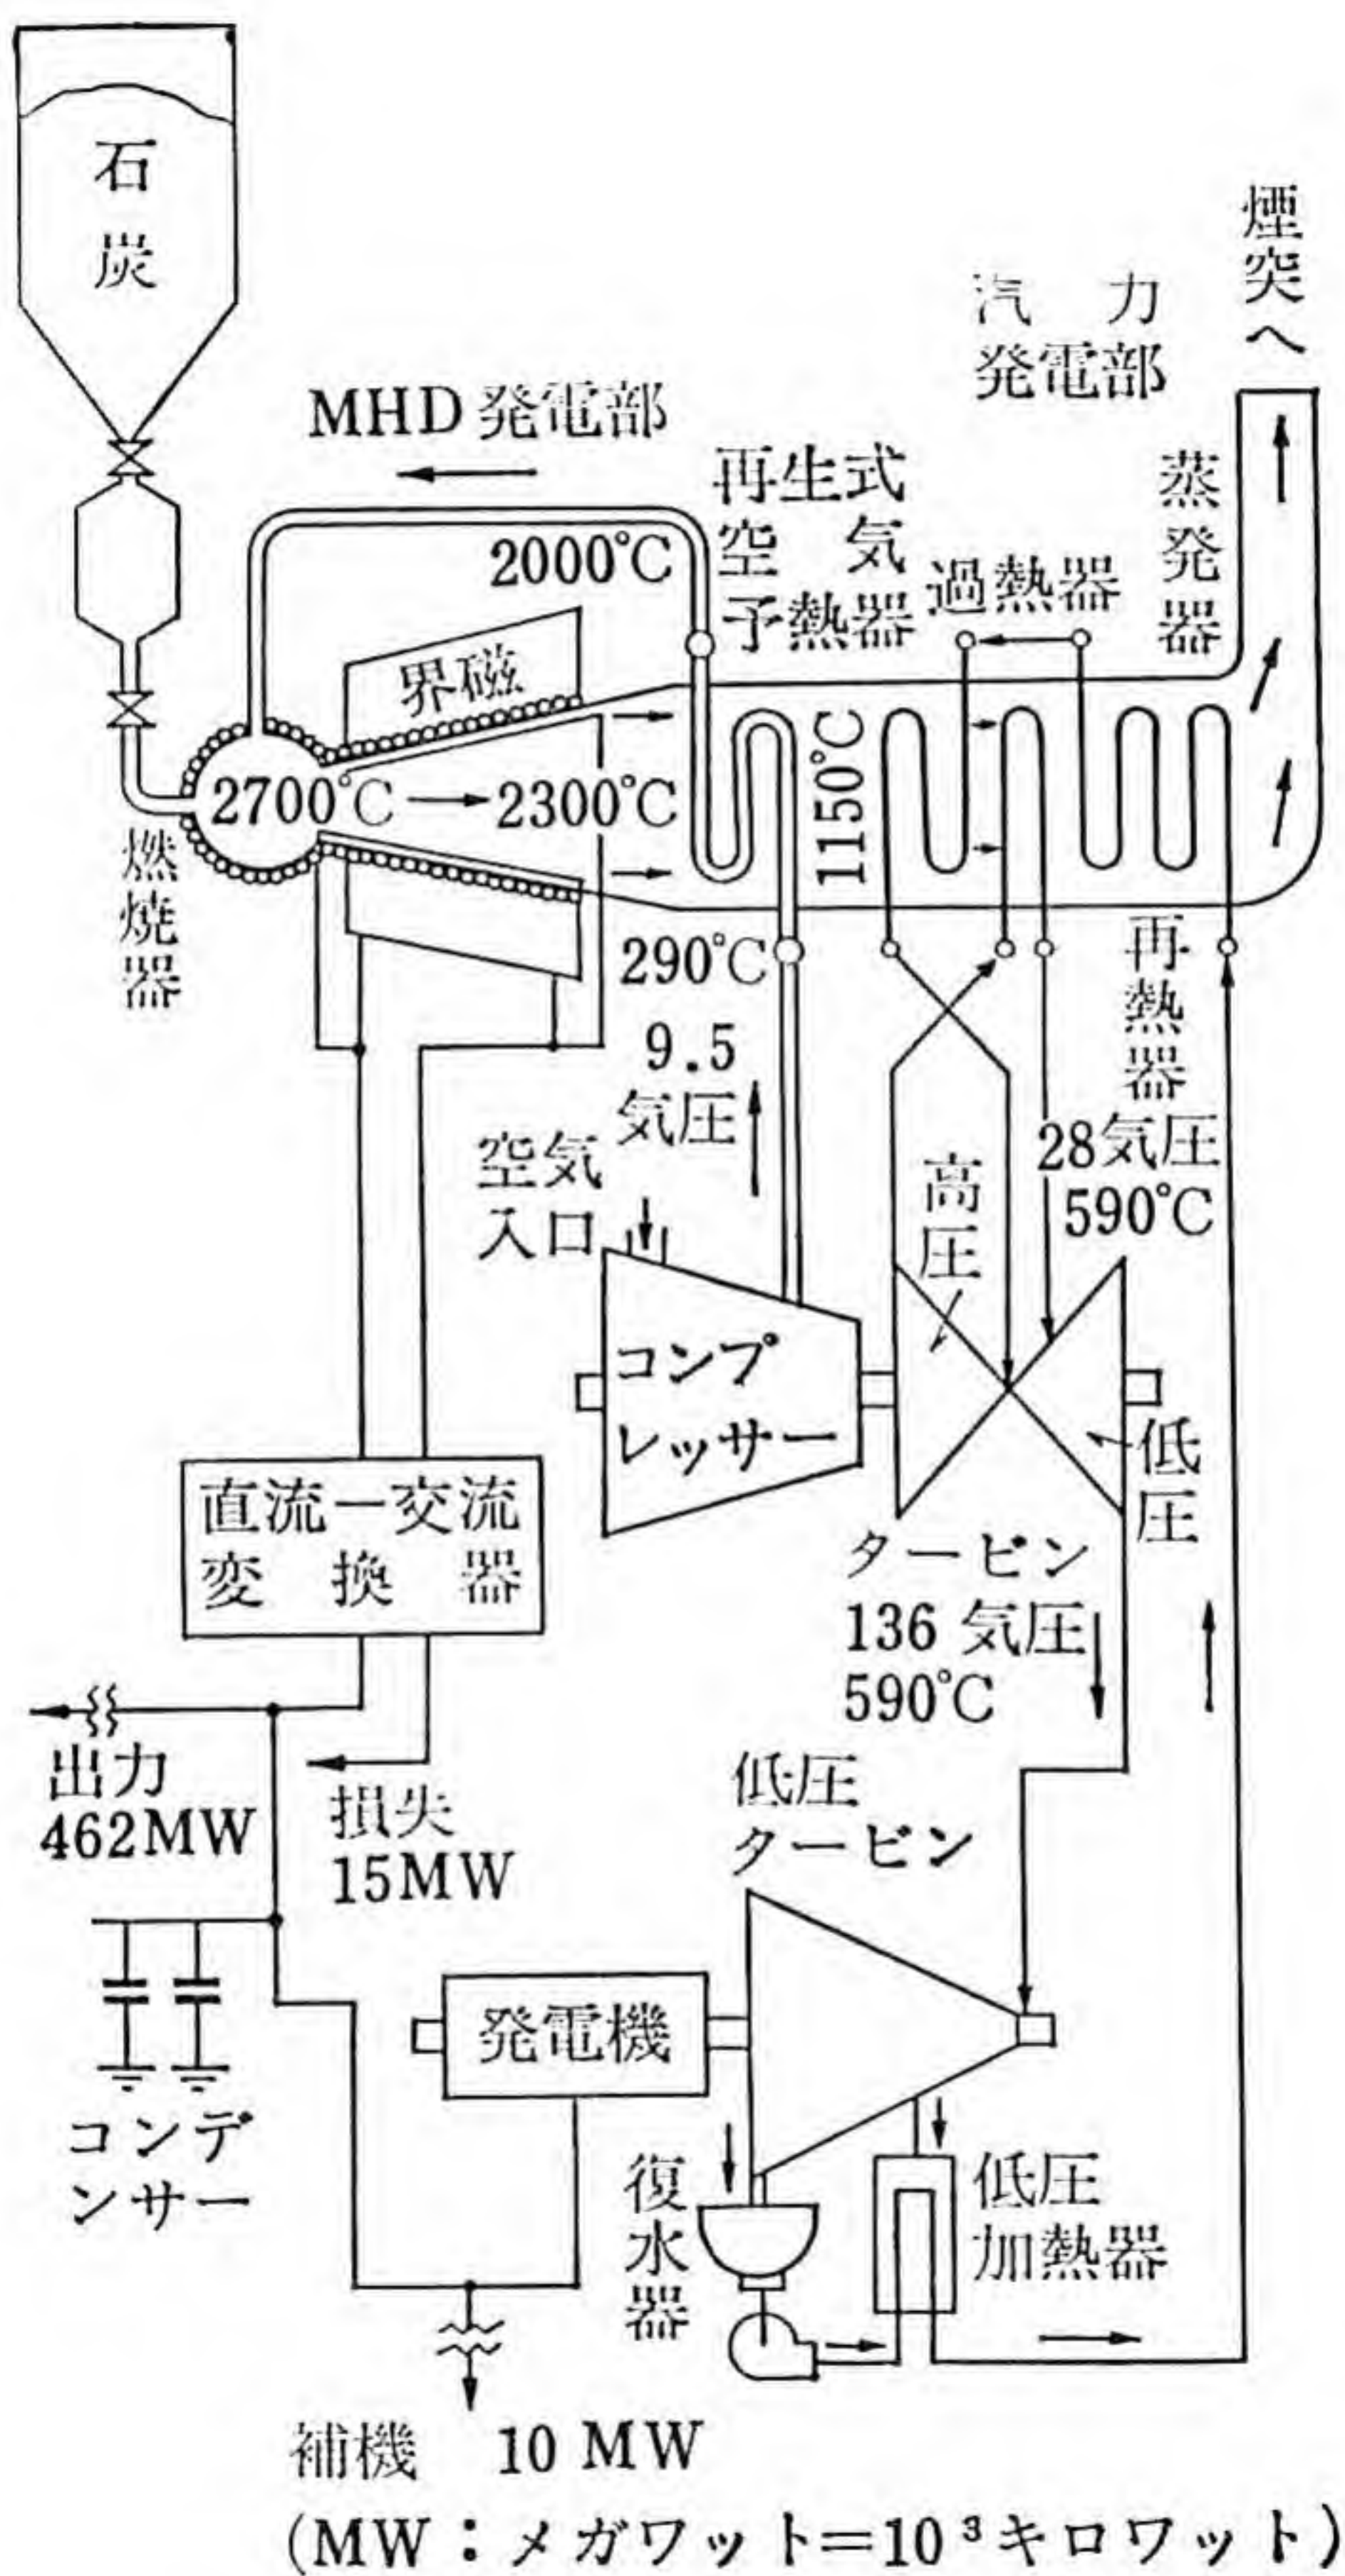 石炭
煙突へ
汽力
発電部
MHD発電部
再生式
空気
予熱器
過熱器
蒸発器
2000℃
界磁
2700℃
2300℃
1150℃
燃焼器
290℃
9.5
気圧
空気
入口
再熱器
28気圧
590℃
高圧
コンプ
レッサー
低圧
タービン
136気圧
590℃
直流ー交流
変換器
出力
462MW
損失
15MW
低圧
タービン
発電機
コンデ
ンサー
復水器
低圧
加熱器
補機 10 MW
(MW：メガワット=10³キロワット)